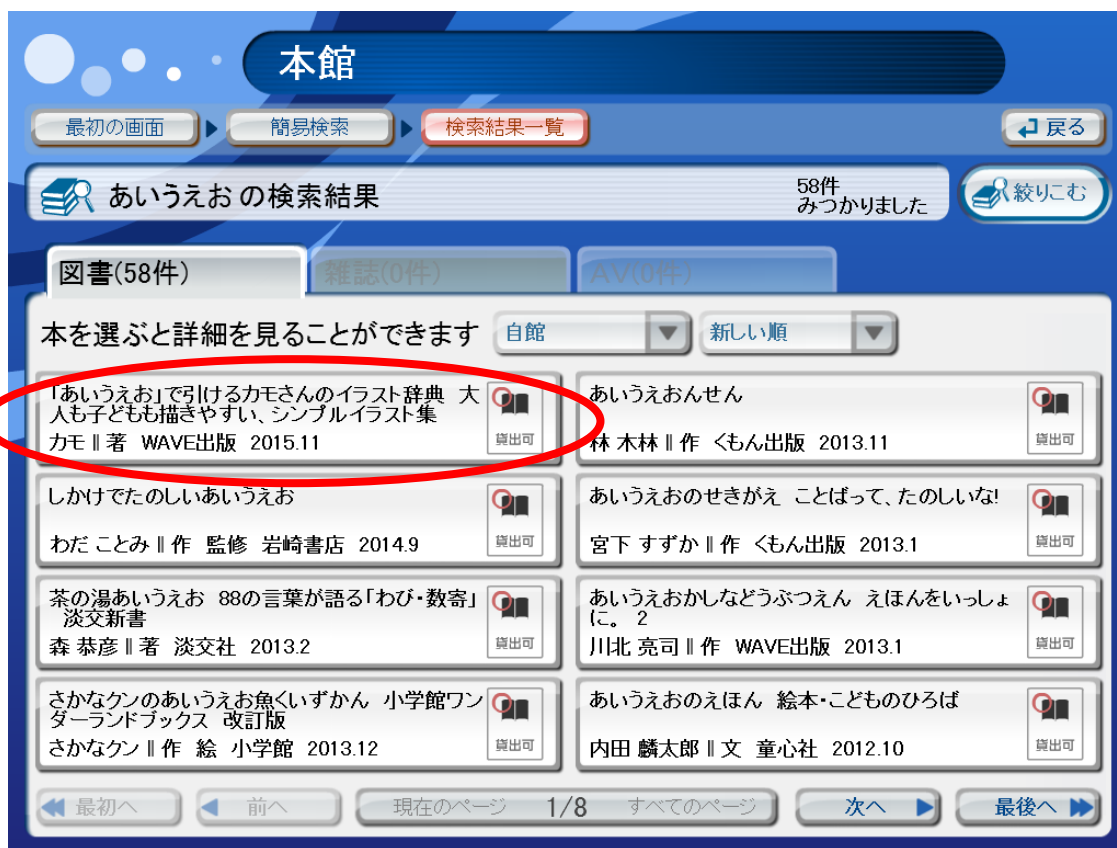 本館
最初の画面
簡易検索
検索結果一覧
戻る
あいうえお の検索結果
58件
みつかりました
絞りこむ
図書(58件)
雑誌(0件)
AV(0件)
本を選ぶと詳細を見ることができます
自館
新しい順
「あいうえお」で引けるカモさんのイラスト辞典 大
人も子どもも描きやすい、シンプルイラスト集
カモ∥著 WAVE出版 2015.11
貸出可
あいうえおんせん
林 木林∥作 くもん出版 2013.11
貸出可
しかけでたのしいあいうえお
わだ ことみ∥作 監修 岩崎書店 2014.9
貸出可
あいうえおのせきがえ ことばって、たのしいな!
宮下 すずか∥作 くもん出版 2013.1
貸出可
茶の湯あいうえお 88の言葉が語る「わび・数寄」
淡交新書
森 恭彦∥著 淡交社 2013.2
貸出可
あいうえおかしなどうぶつえん えほんをいっしょ
に。 2
川北 亮司∥作 WAVE出版 2013.1
貸出可
さかなクンのあいうえお魚くいずかん 小学館ワン
ダーランドブックス 改訂版
さかなクン∥作 絵 小学館 2013.12
貸出可
あいうえおのえほん 絵本・こどものひろば
内田 麟太郎∥文 童心社 2012.10
貸出可
最初へ
前へ
現在のページ 1/8 すべてのページ
次へ
最後へ